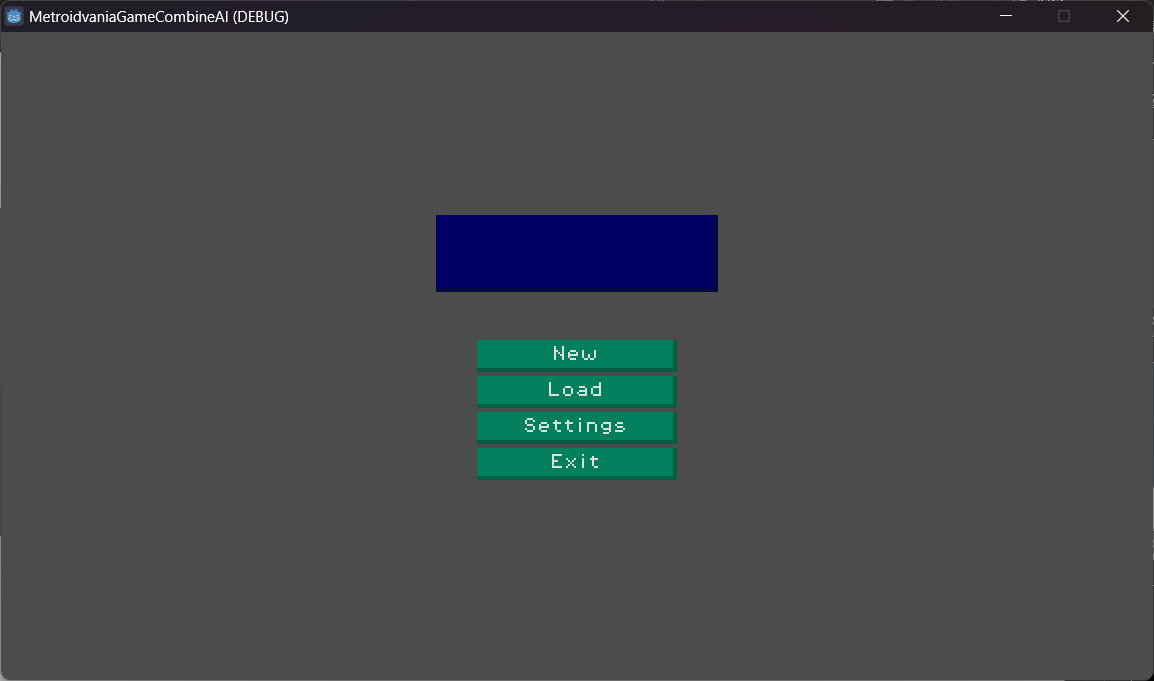 MetroidvaniaGameCombineAI (DEBUG)
New
Load
Settings
Exit